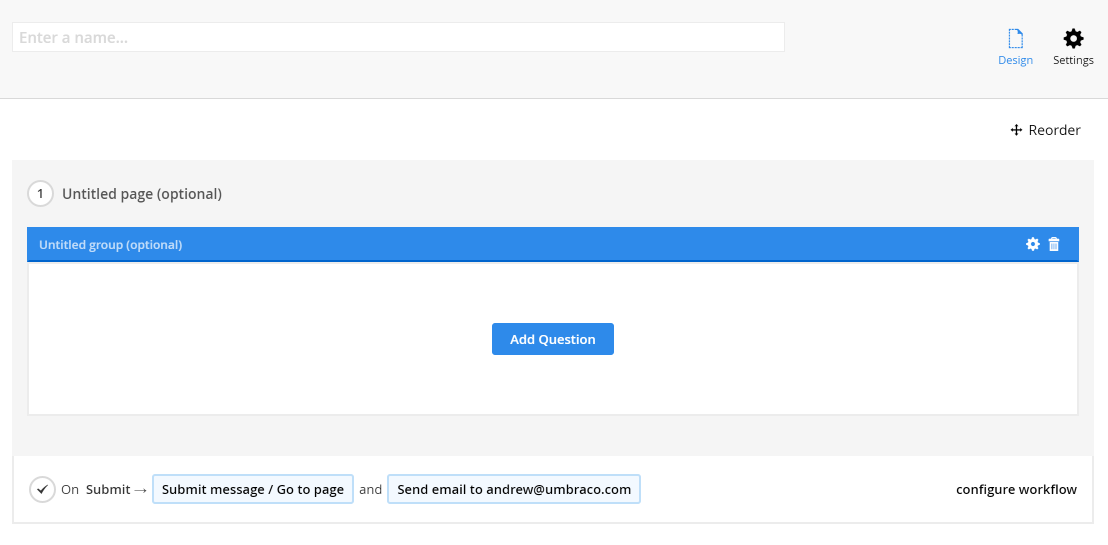 Enter a name...
Design
Settings
Reorder
1 Untitled page (optional)
Untitled group (optional)
Add Question
On Submit → Submit message / Go to page and Send email to andrew@umbraco.com configure workflow